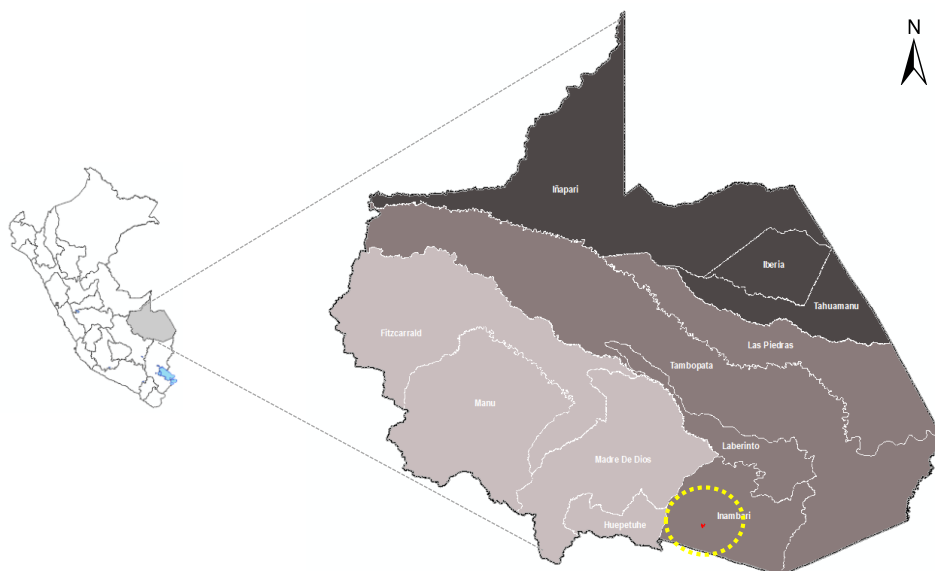 N
Iñapari
Iberia
Tahuamanu
Fitzcarrald
Las Piedras
Tambopata
Manu
Laberinto
Madre De Dios
Inambari
Huepetuhe